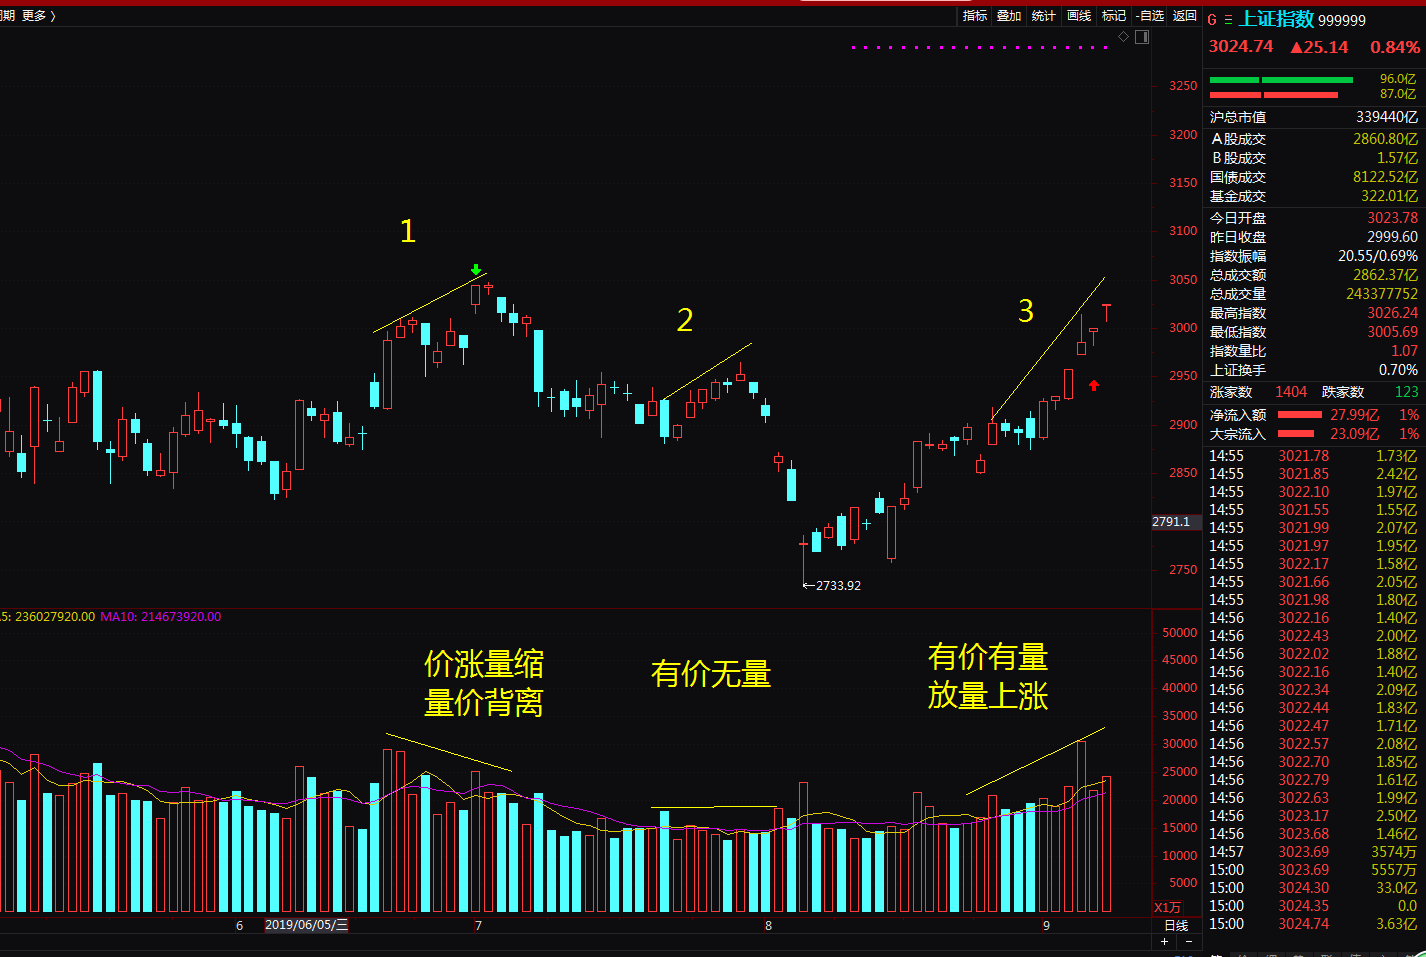 周期 更多 〉
指标 叠加 统计 画线 标记 -自选 返回
G 三 上证指数 999999
3024.74 ▲25.14 0.84%
96.0亿
87.0亿
沪总市值 339440亿
A股成交 2860.80亿
B股成交 1.57亿
国债成交 8122.52亿
基金成交 322.01亿
今日开盘 3023.78
昨日收盘 2999.60
指数振幅 20.55/0.69%
总成交额 2862.37亿
总成交量 243377752
最高指数 3026.24
最低指数 3005.69
指数量比 1.07
上证换手 0.70%
涨家数 1404 跌家数 123
净流入额 27.99亿 1%
大宗流入 23.09亿 1%
14:55 3021.78 1.73亿
14:55 3021.85 2.42亿
14:55 3022.10 1.97亿
14:55 3021.55 1.55亿
14:55 3021.99 2.07亿
14:55 3021.97 1.95亿
14:55 3022.17 1.58亿
14:55 3021.66 2.05亿
14:55 3021.98 1.80亿
14:56 3022.16 1.40亿
14:56 3022.43 2.00亿
14:56 3022.02 1.88亿
14:56 3022.16 1.40亿
14:56 3022.34 2.09亿
14:56 3022.44 1.83亿
14:56 3022.47 1.71亿
14:56 3022.57 2.08亿
14:56 3022.70 1.85亿
14:56 3022.79 1.61亿
14:56 3022.63 1.99亿
14:56 3023.17 2.50亿
14:56 3023.68 1.46亿
14:57 3023.69 3574万
15:00 3023.69 5557万
15:00 3024.30 33.0亿
15:00 3024.35 0.0
15:00 3024.74 3.63亿
3250
3200
3150
3100
3050
3000
2950
2900
2850
2791.1
2750
1
2
3
←2733.92
5: 236027920.00 MA10: 214673920.00
价涨量缩
量价背离
有价无量
有价有量
放量上涨
50000
45000
40000
35000
30000
25000
20000
15000
10000
5000
X1万
6 2019/06/05/三 7 8 9 日线
+ -